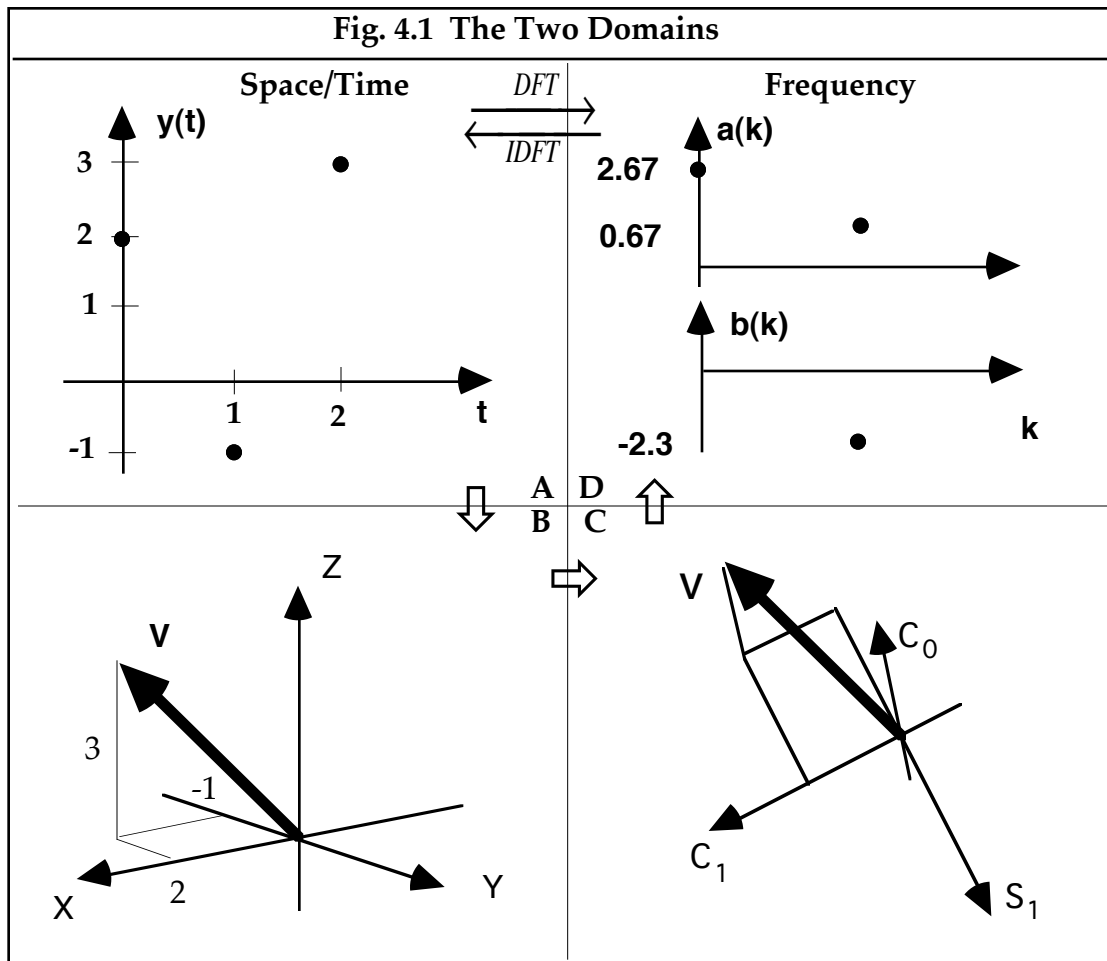 Fig. 4.1 The Two Domains
Space/Time
DFT
IDFT
Frequency
y(t)
3
2
1
-1
1
2
t
a(k)
2.67
0.67
b(k)
-2.3
k
A D
B C
Z
V
3
-1
2
X
Y
V
C0
C1
S1